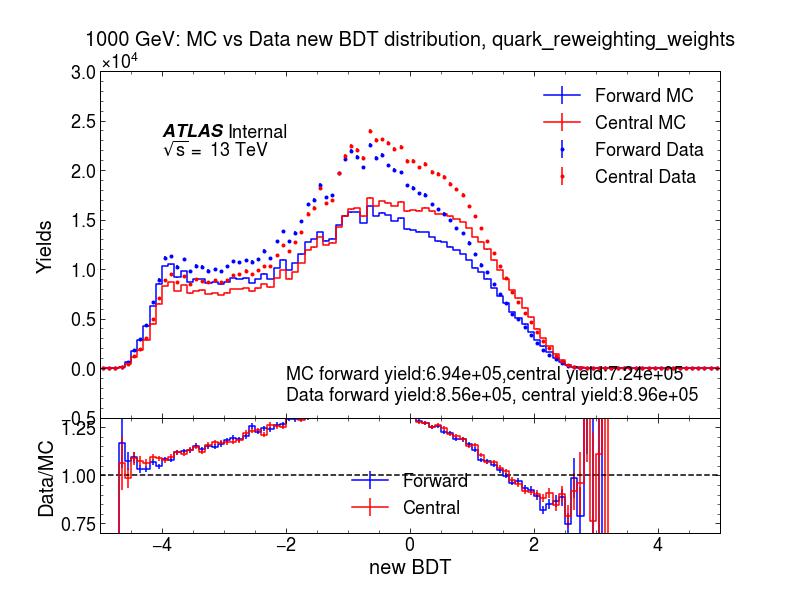 1000 GeV: MC vs Data new BDT distribution, quark_reweighting_weights
×10⁴
3.0
2.5
2.0
1.5
1.0
0.5
0.0
0.5
Yields
ATLAS Internal
√s = 13 TeV
Forward MC
Central MC
Forward Data
Central Data
MC forward yield:6.94e+05,central yield:7.24e+05
Data forward yield:8.56e+05, central yield:8.96e+05
1.25
1.00
0.75
Data/MC
Forward
Central
−4
−2
0
2
4
new BDT